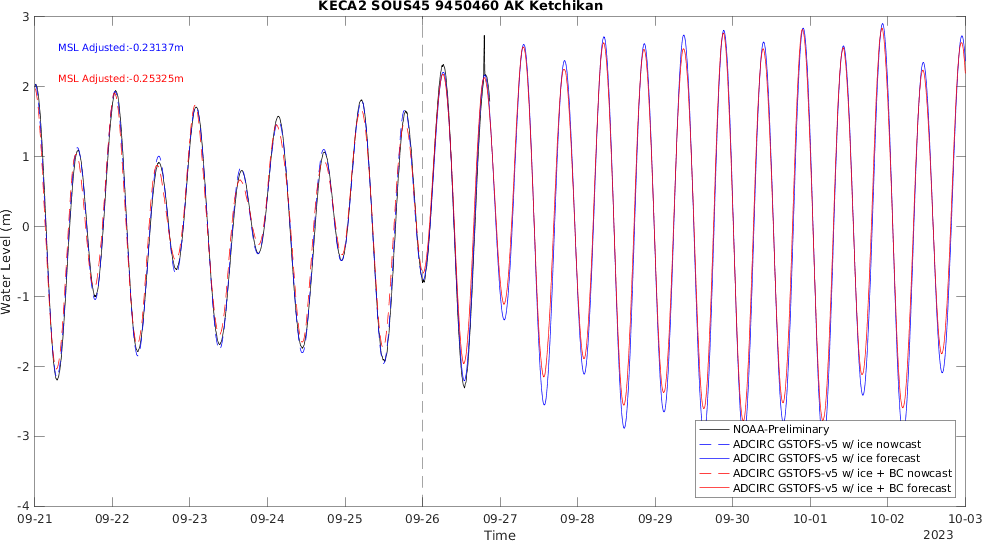 KECA2 SOUS45 9450460 AK Ketchikan
MSL Adjusted:-0.23137m
MSL Adjusted:-0.25325m
Water Level (m)
3
2
1
0
-1
-2
-3
-4
NOAA-Preliminary
ADCIRC GSTOFS-v5 w/ ice nowcast
ADCIRC GSTOFS-v5 w/ ice forecast
ADCIRC GSTOFS-v5 w/ ice + BC nowcast
ADCIRC GSTOFS-v5 w/ ice + BC forecast
09-21 09-22 09-23 09-24 09-25 09-26 09-27 09-28 09-29 09-30 10-01 10-02 10-03
Time
2023